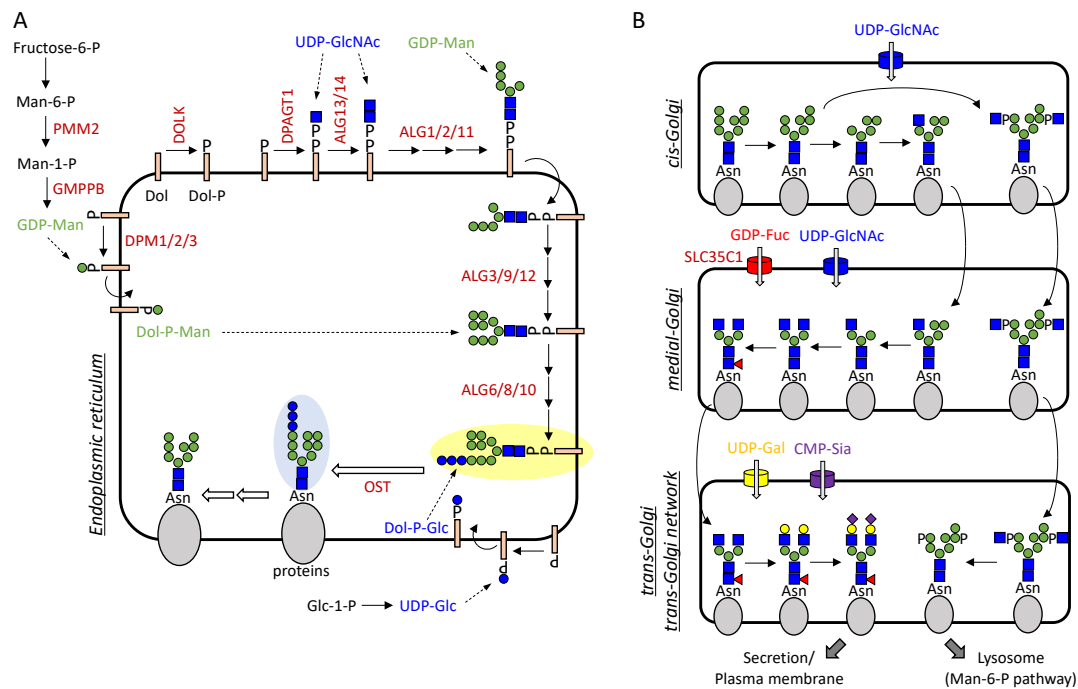 A
Fructose-6-P
Man-6-P
PMM2
Man-1-P
GMPPB
GDP-Man
P
DPM1/2/3
P
P
Dol-P-Man
Endoplasmic reticulum
DOLK
P
Dol
Dol-P
P
DPAGT1
UDP-GlcNAc
P
P
ALG13/14
P
P
ALG1/2/11
GDP-Man
P
P
P P
ALG3/9/12
P P
ALG6/8/10
P P
OST
Dol-P-Glc
Asn
Asn
proteins
P
P
P
Glc-1-P
UDP-Glc
B
UDP-GlcNAc
cis-Golgi
P P
Asn
Asn
Asn
Asn
Asn
GDP-Fuc
UDP-GlcNAc
SLC35C1
medial-Golgi
P P
Asn
Asn
Asn
Asn
Asn
UDP-Gal
CMP-Sia
trans-Golgi
trans-Golgi network
P P
P P
Asn
Asn
Asn
Asn
Asn
Secretion/
Plasma membrane
Lysosome
(Man-6-P pathway)